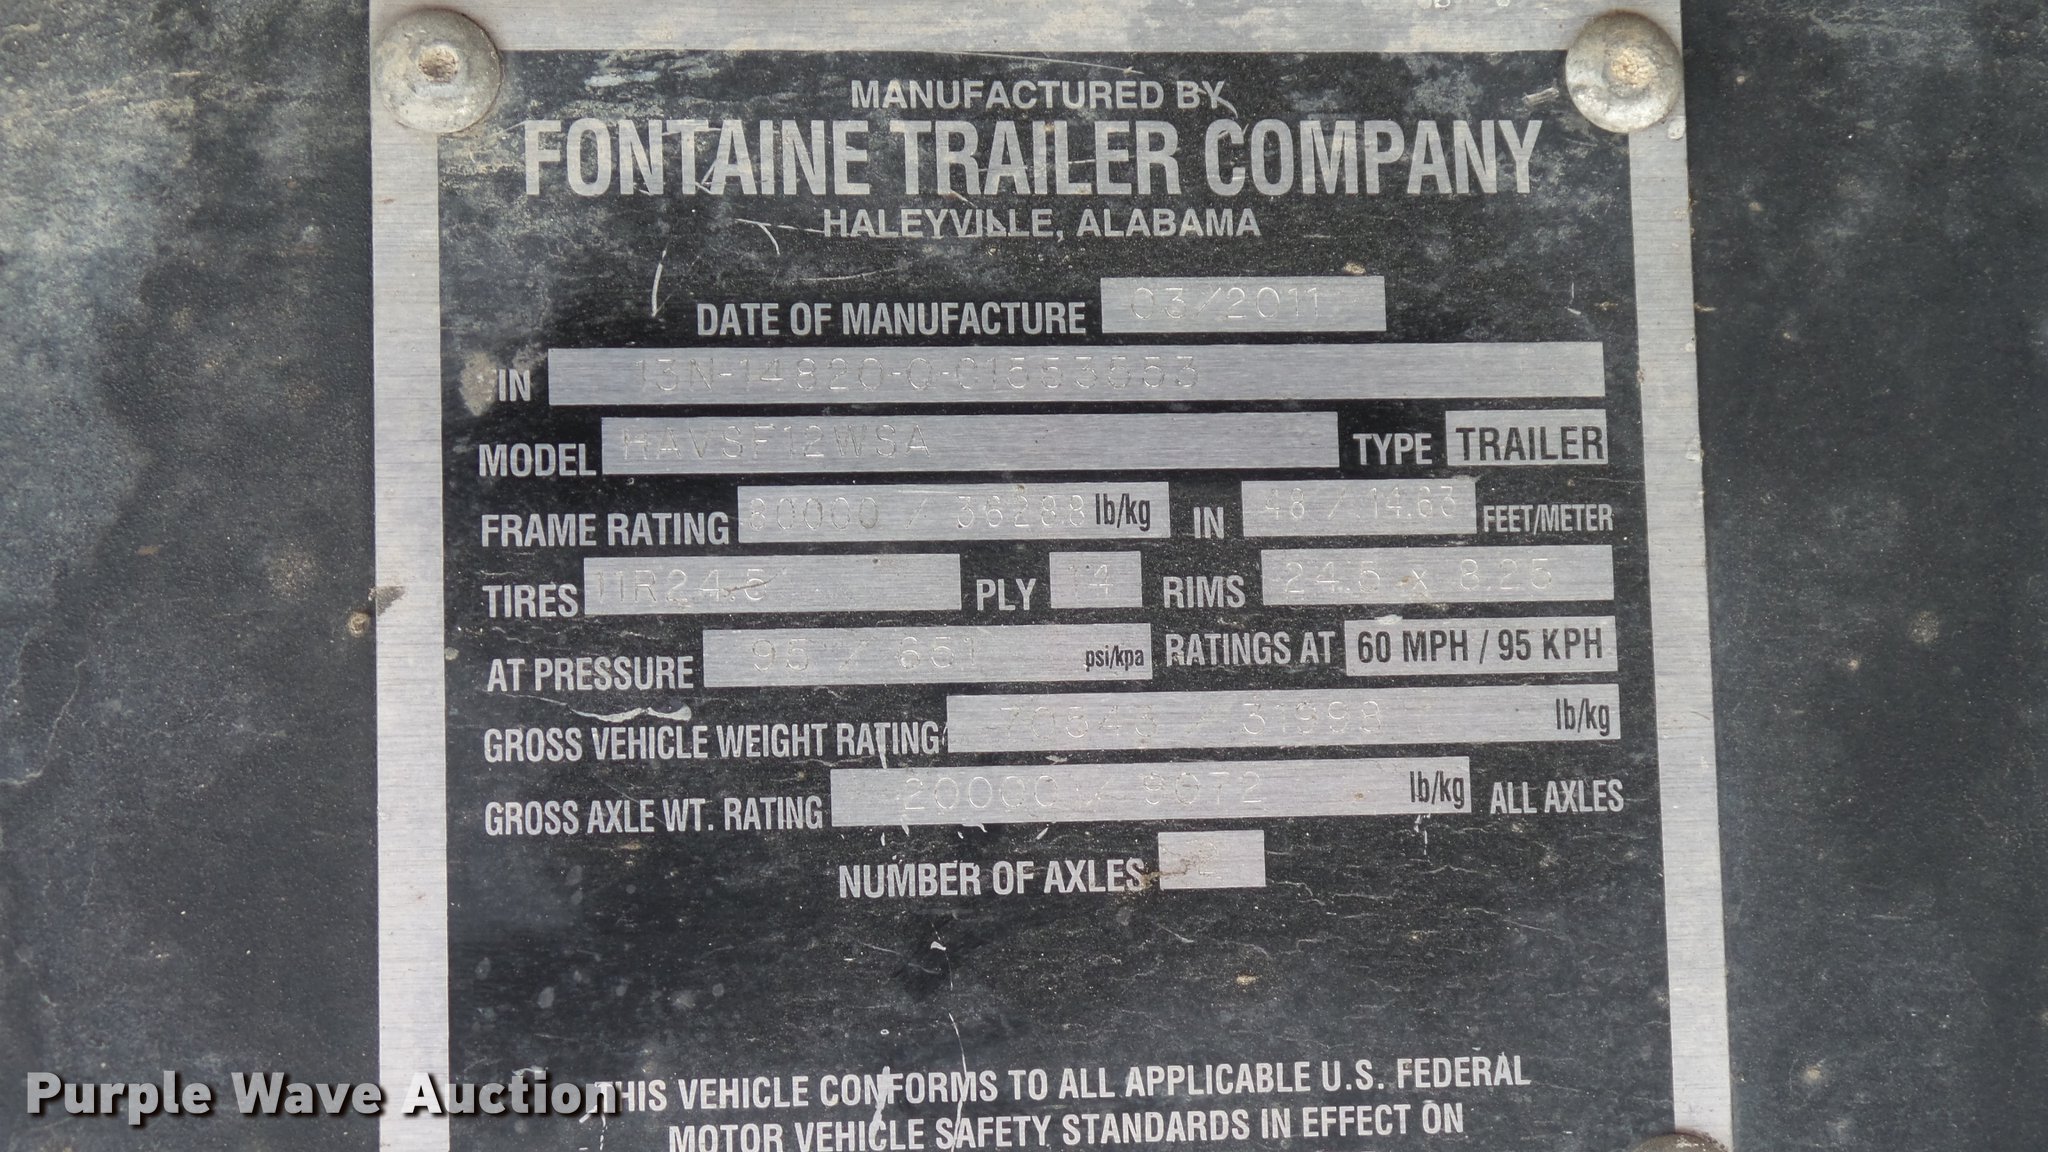 MANUFACTURED BY
FONTAINE TRAILER COMPANY
HALEYVILLE, ALABAMA
DATE OF MANUFACTURE 03/2011
IN 13N-14820-0-C1553553
MODEL HAVSF12WSA TYPE TRAILER
FRAME RATING 80000 / 36288 lb/kg IN 48 / 14.63 FEET/METER
TIRES 11R24.5 PLY 14 RIMS 24.5 x 8.25
AT PRESSURE 95 / 651 psi/kpa RATINGS AT 60 MPH / 95 KPH
GROSS VEHICLE WEIGHT RATING 70543 / 31998 lb/kg
GROSS AXLE WT. RATING 20000 / 9072 lb/kg ALL AXLES
NUMBER OF AXLES
THIS VEHICLE CONFORMS TO ALL APPLICABLE U.S. FEDERAL
MOTOR VEHICLE SAFETY STANDARDS IN EFFECT ON
Purple Wave Auction